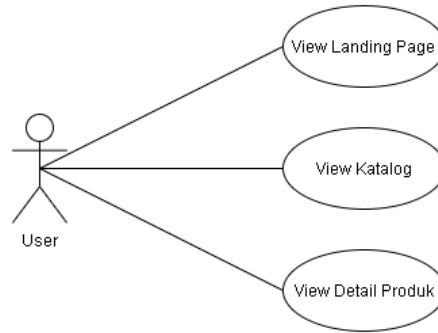 View Landing Page
View Katalog
User
View Detail Produk